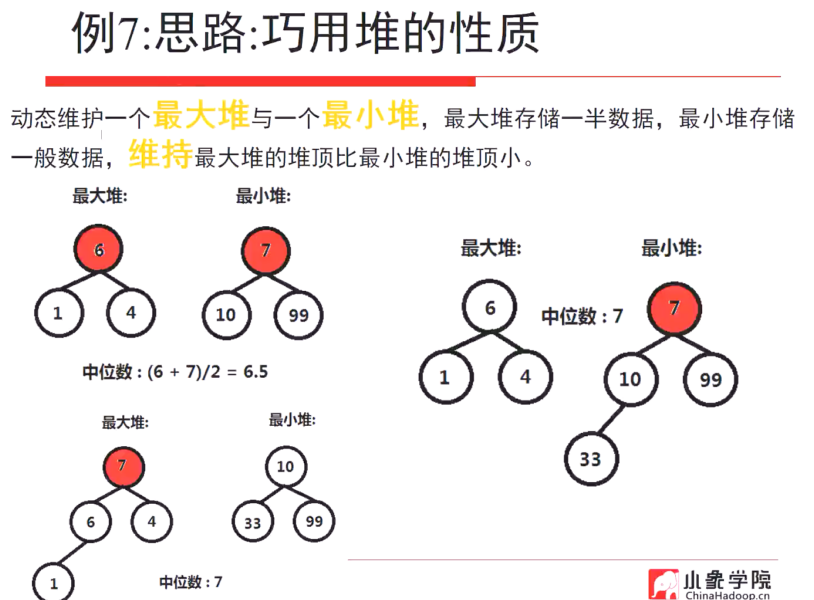 例7:思路:巧用堆的性质
动态维护一个最大堆与一个最小堆，最大堆存储一半数据，最小堆存储
一般数据，维持最大堆的堆顶比最小堆的堆顶小。
最大堆:
最小堆:
6
7
1
4
10
99
中位数 : (6 + 7)/2 = 6.5
最大堆:
最小堆:
6
中位数 : 7
7
1
4
10
99
33
最大堆:
最小堆:
7
10
6
4
33
99
1
中位数 : 7
小象学院
ChinaHadoop.cn